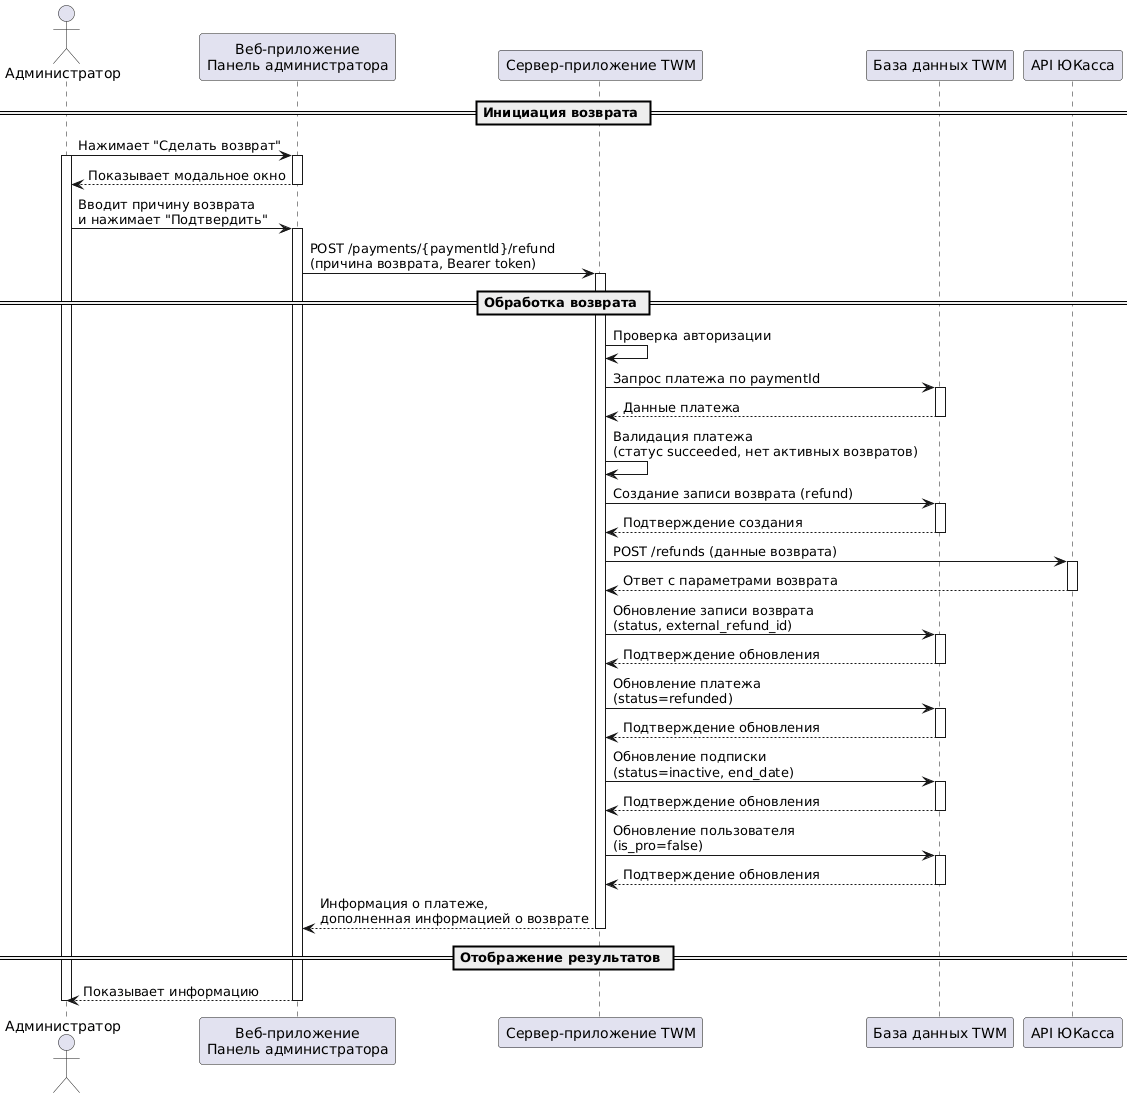 Администратор
Веб-приложение
Панель администратора
Сервер-приложение TWM
База данных TWM
API ЮКасса
Инициация возврата
Нажимает "Сделать возврат"
Показывает модальное окно
Вводит причину возврата
и нажимает "Подтвердить"
POST /payments/{paymentId}/refund
(причина возврата, Bearer token)
Обработка возврата
Проверка авторизации
Запрос платежа по paymentId
Данные платежа
Валидация платежа
(статус succeeded, нет активных возвратов)
Создание записи возврата (refund)
Подтверждение создания
POST /refunds (данные возврата)
Ответ с параметрами возврата
Обновление записи возврата
(status, external_refund_id)
Подтверждение обновления
Обновление платежа
(status=refunded)
Подтверждение обновления
Обновление подписки
(status=inactive, end_date)
Подтверждение обновления
Обновление пользователя
(is_pro=false)
Подтверждение обновления
Информация о платеже,
дополненная информацией о возврате
Отображение результатов
Показывает информацию
Администратор
Веб-приложение
Панель администратора
Сервер-приложение TWM
База данных TWM
API ЮКасса